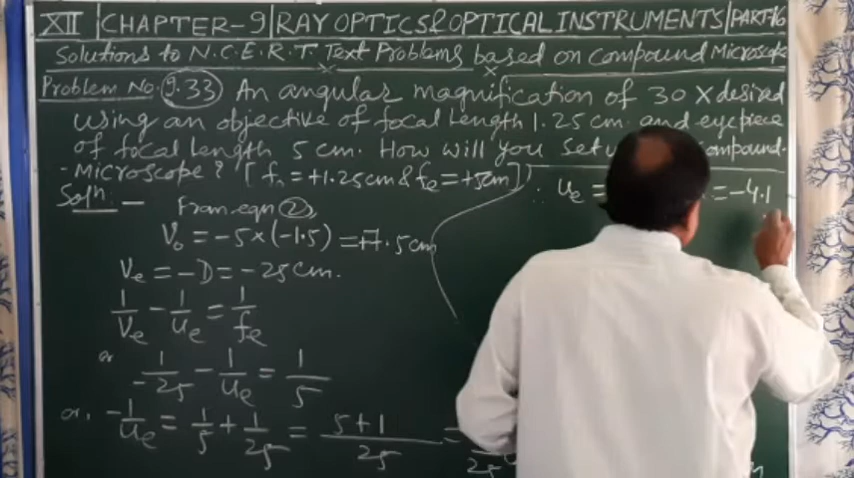 XII | CHAPTER-9 | RAY OPTICS & OPTICAL INSTRUMENTS | PART-16
Solutions to N.C.E.R.T. Text Problems based on Compound Microscope
Problem No. 9.33 An angular magnification of 30 X desired
using an objective of focal length 1.25 cm and eyepiece
of focal length 5 cm. How will you set compound-
-Microscope? [fo = +1.25cm & fe = +5cm]
Soln: —
From eqn (2),
Vo = -5×(-1.5) = +7.5 cm
Ve = -D = -25 cm.
1/Ve - 1/ue = 1/fe
or 1/-25 - 1/ue = 1/5
or, -1/ue = 1/5 + 1/25 = 5+1/25 =
∴ ue = = -4.1